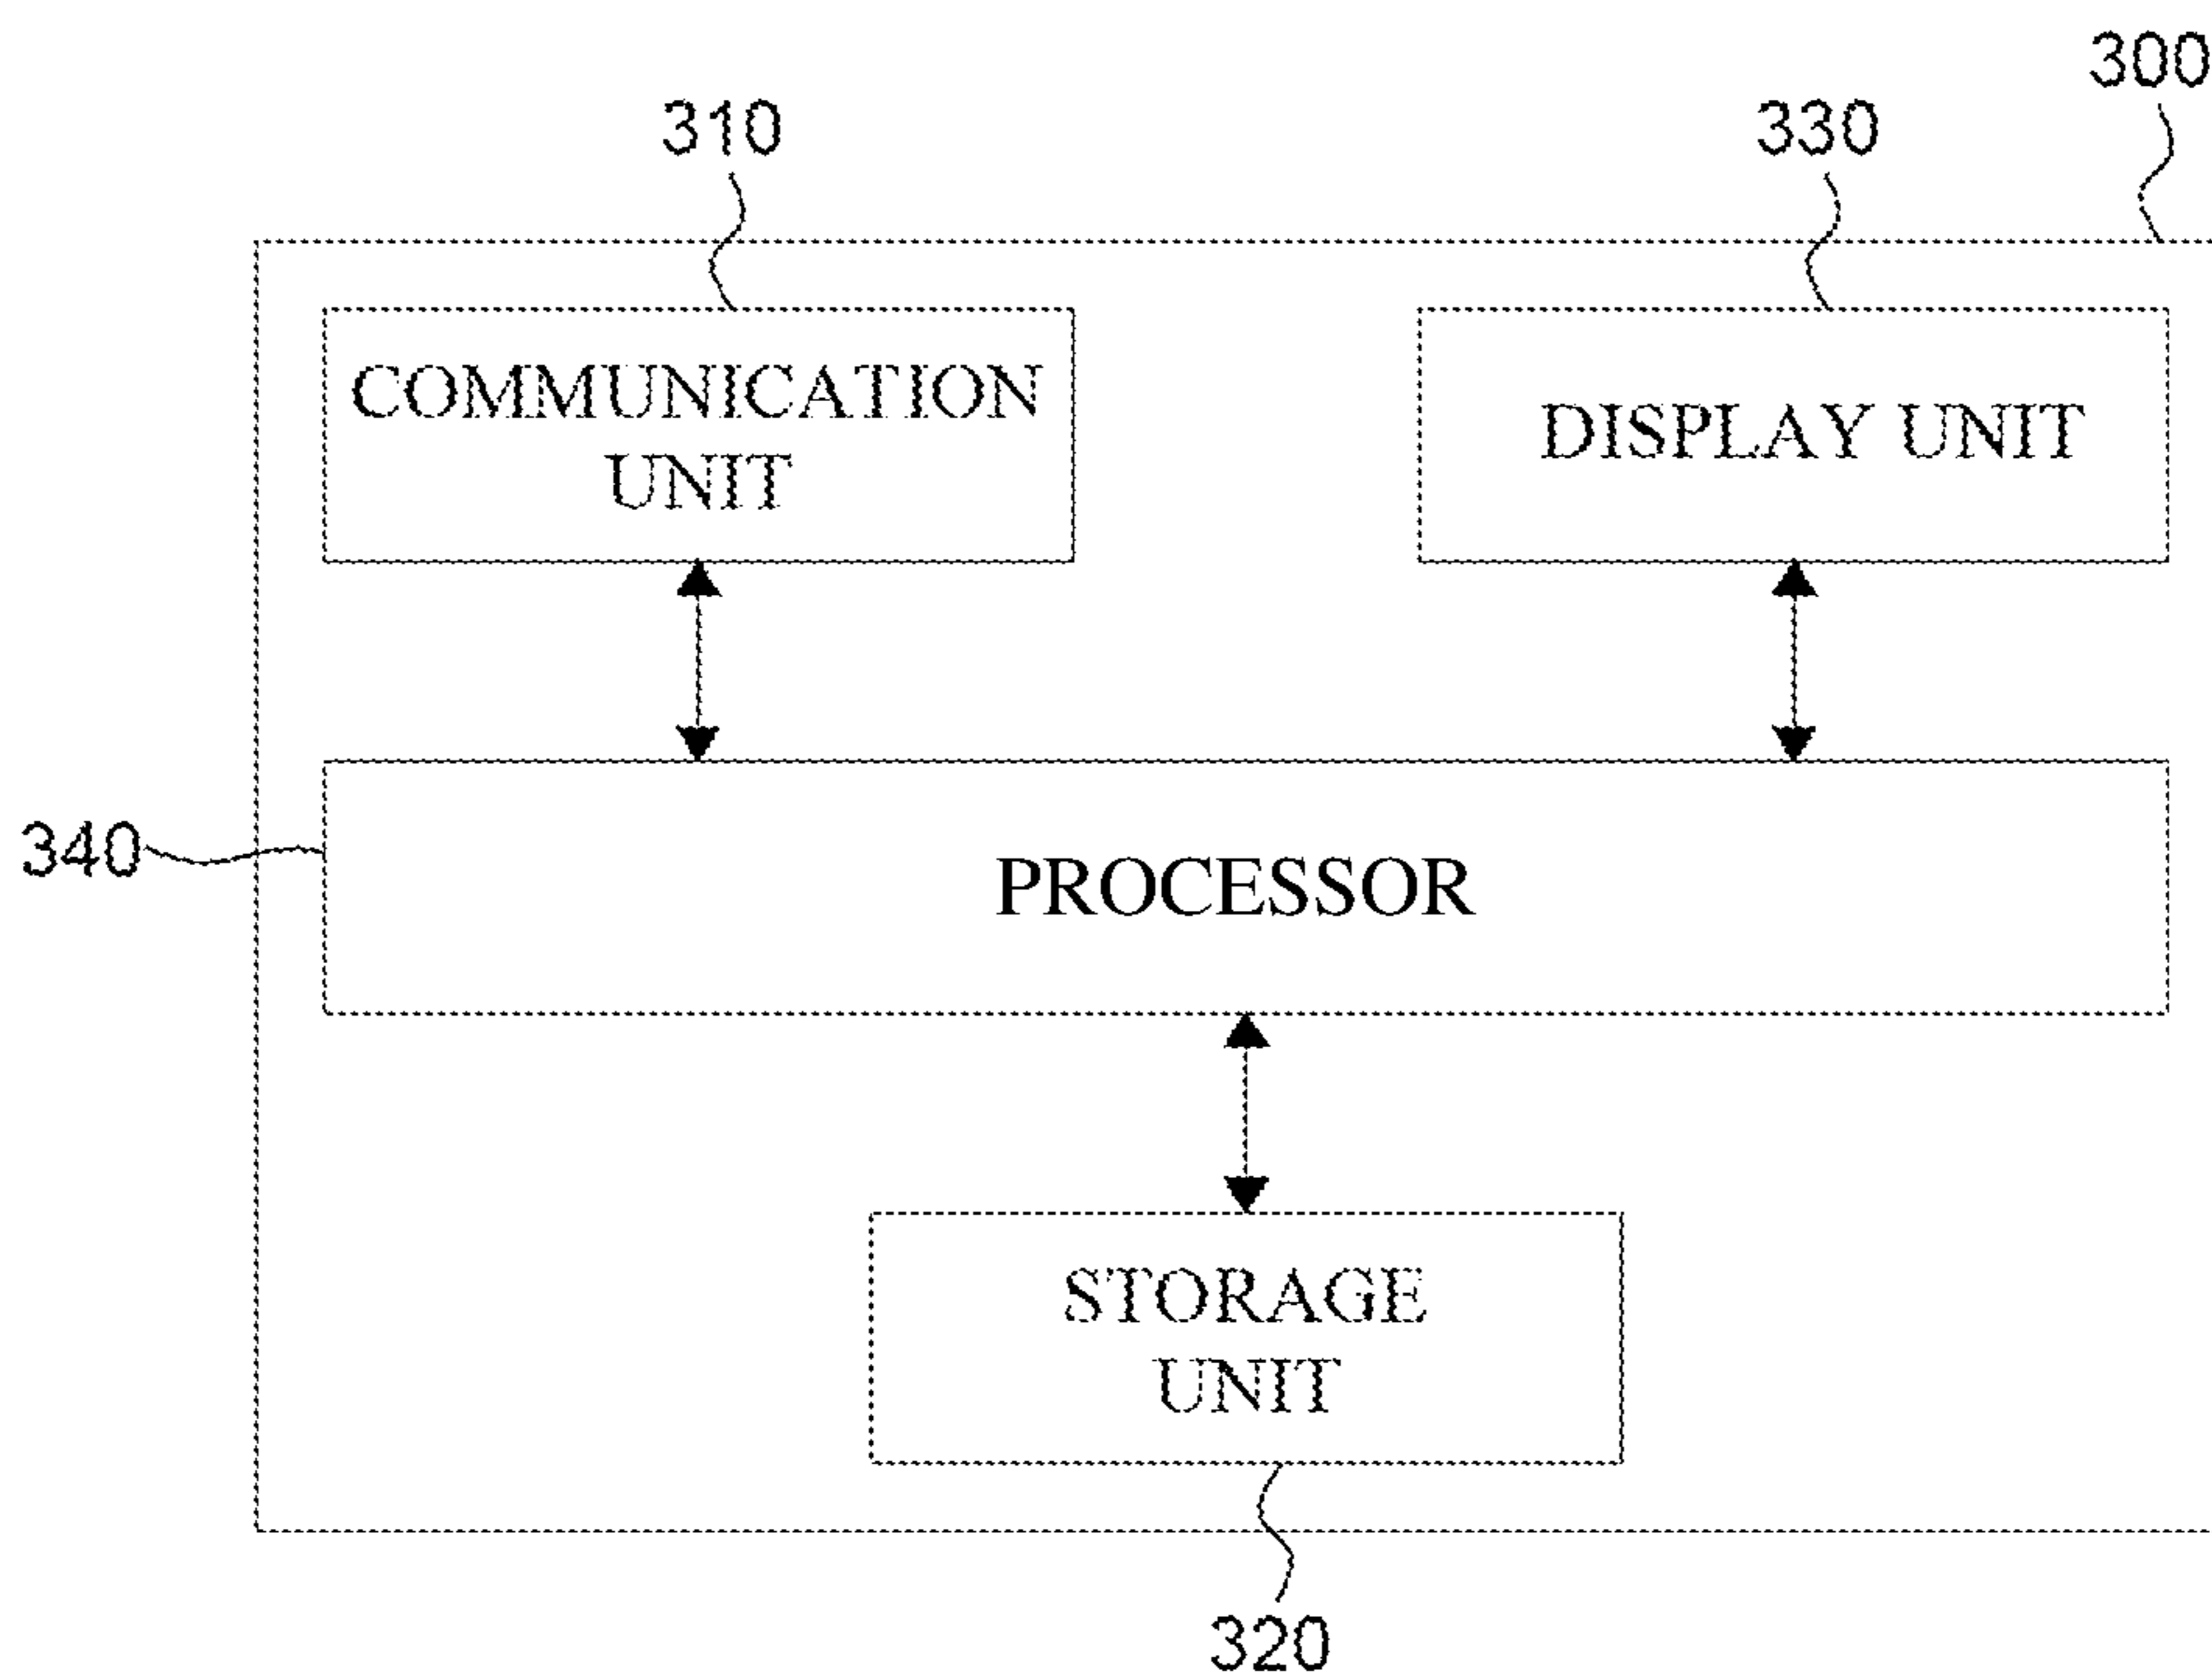 300
310
330
COMMUNICATION
UNIT
DISPLAY UNIT
340
PROCESSOR
STORAGE
UNIT
320